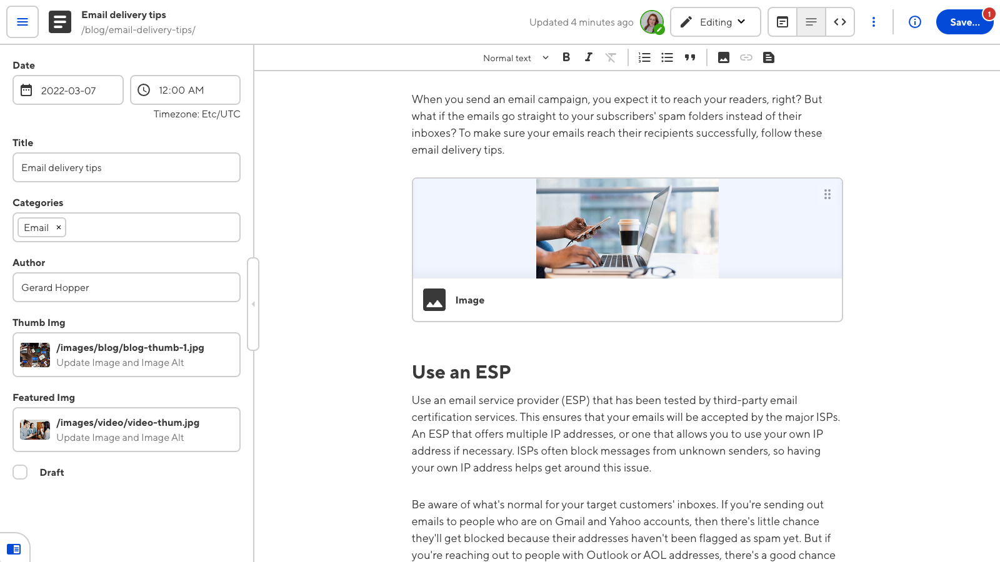 Email delivery tips
/blog/email-delivery-tips/
Updated 4 minutes ago
Editing
Save...
1
Date
2022-03-07
12:00 AM
Timezone: Etc/UTC
Title
Email delivery tips
Categories
Email ×
Author
Gerard Hopper
Thumb Img
/images/blog/blog-thumb-1.jpg
Update Image and Image Alt
Featured Img
/images/video/video-thum.jpg
Update Image and Image Alt
Draft
Normal text
When you send an email campaign, you expect it to reach your readers, right? But
what if the emails go straight to your subscribers' spam folders instead of their
inboxes? To make sure your emails reach their recipients successfully, follow these
email delivery tips.
Image
Use an ESP
Use an email service provider (ESP) that has been tested by third-party email
certification services. This ensures that your emails will be accepted by the major ISPs.
An ESP that offers multiple IP addresses, or one that allows you to use your own IP
address if necessary. ISPs often block messages from unknown senders, so having
your own IP address helps get around this issue.
Be aware of what's normal for your target customers' inboxes. If you're sending out
emails to people who are on Gmail and Yahoo accounts, then there's little chance
they'll get blocked because their addresses haven't been flagged as spam yet. But if
you're reaching out to people with Outlook or AOL addresses, there's a good chance